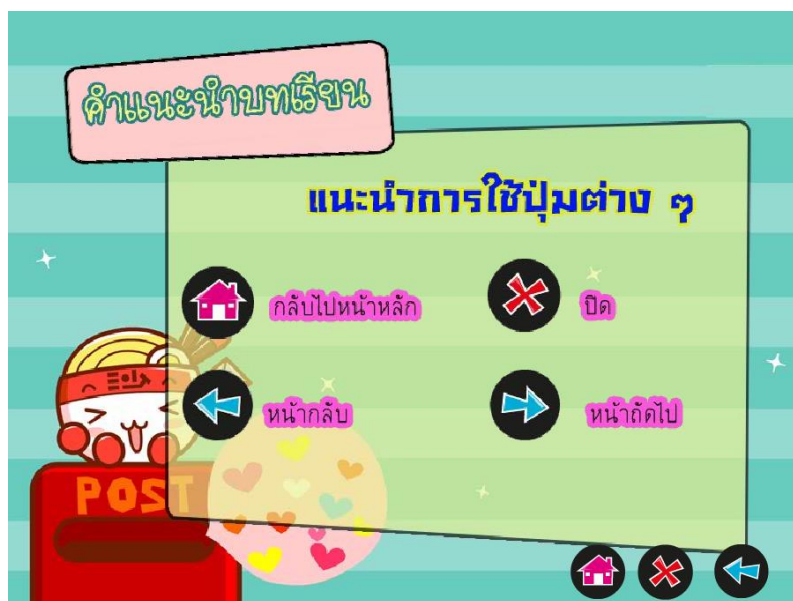 คำแนะนำบทเรียน
แนะนำการใช้ปุ่มต่าง ๆ
กลับไปหน้าหลัก
ปิด
หน้ากลับ
หน้าถัดไป
POST